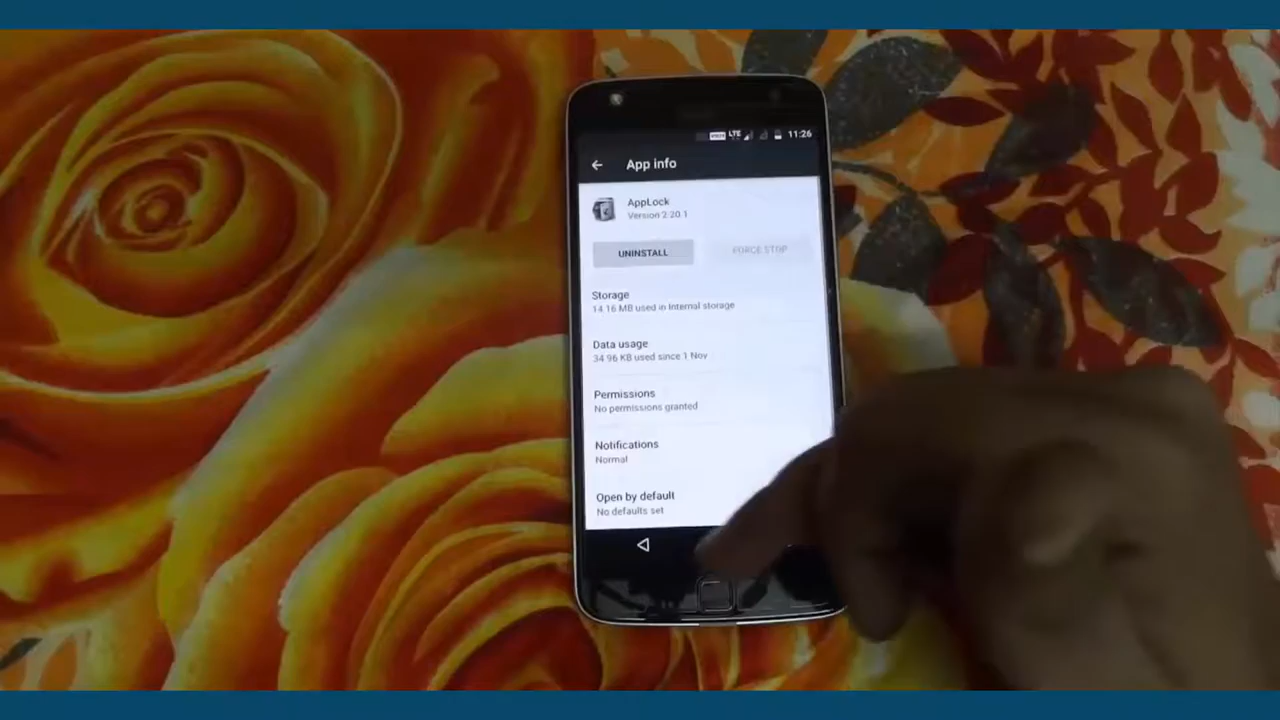 LTE 11:26
App info
AppLock
Version 2.20.1
UNINSTALL FORCE STOP
Storage
14.16 MB used in Internal storage
Data usage
34.96 KB used since 1 Nov
Permissions
No permissions granted
Notifications
Normal
Open by default
No defaults set